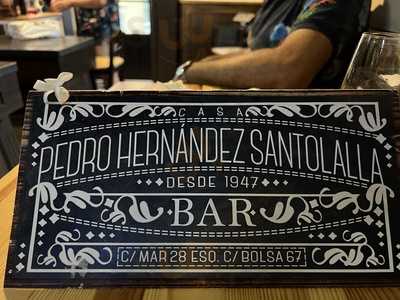 CASA
PEDRO HERNÁNDEZ SANTOLALLA
DESDE 1947
BAR
C/ MAR 28 ESQ. C/ BOLSA 67